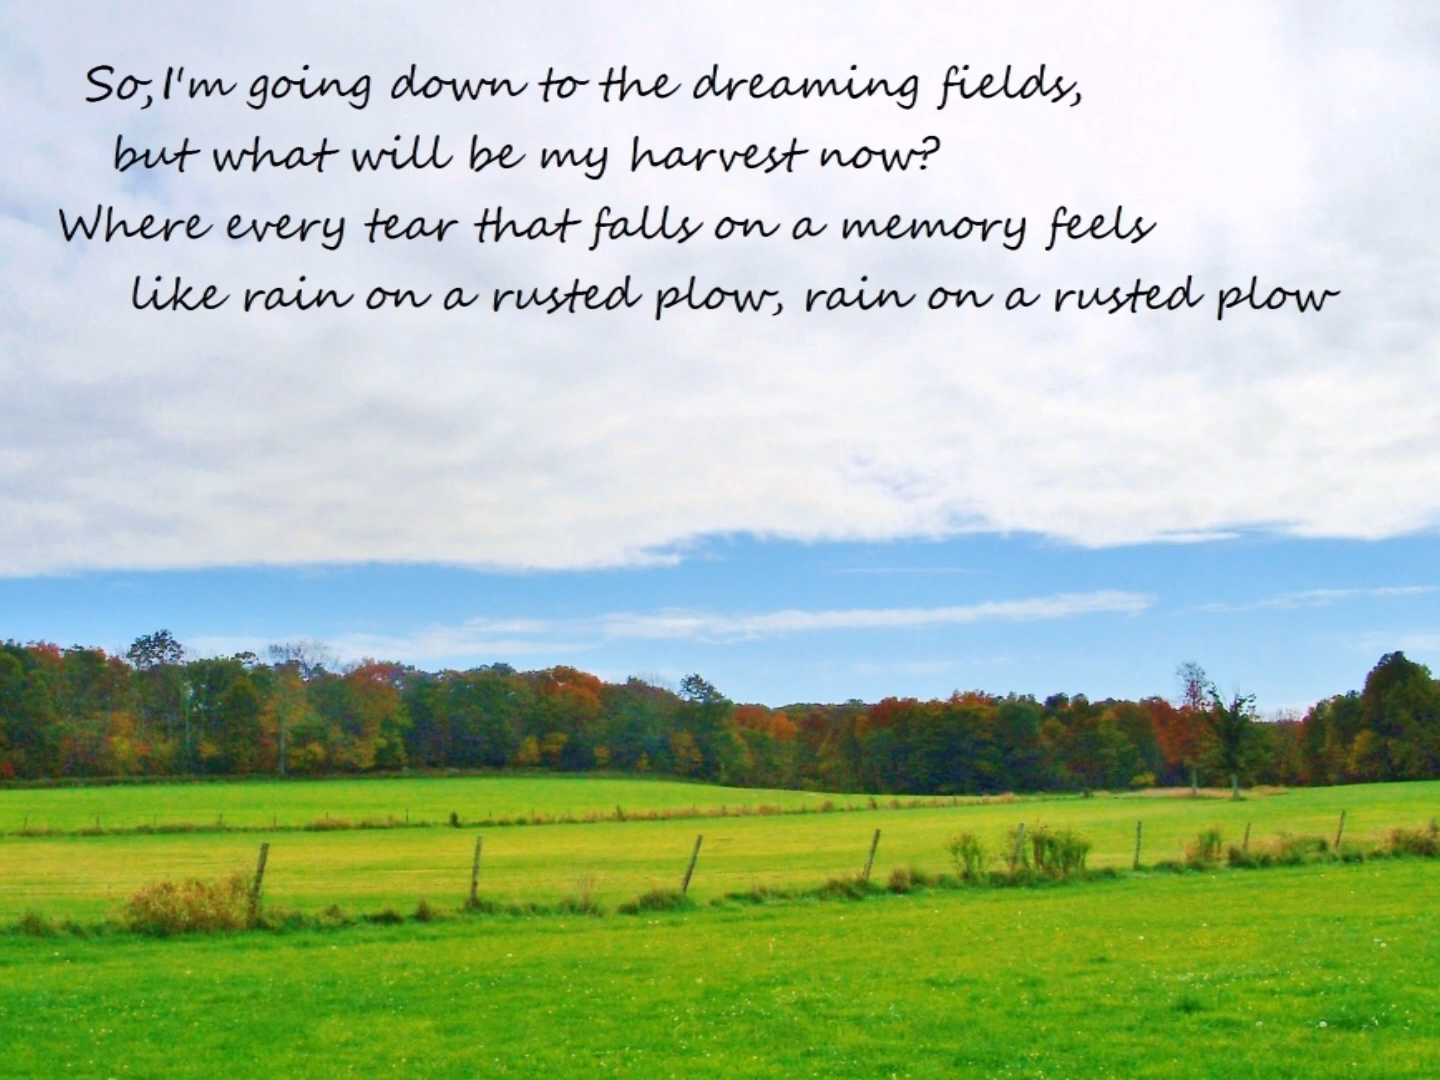 So, I'm going down to the dreaming fields,
but what will be my harvest now?
Where every tear that falls on a memory feels
like rain on a rusted plow, rain on a rusted plow